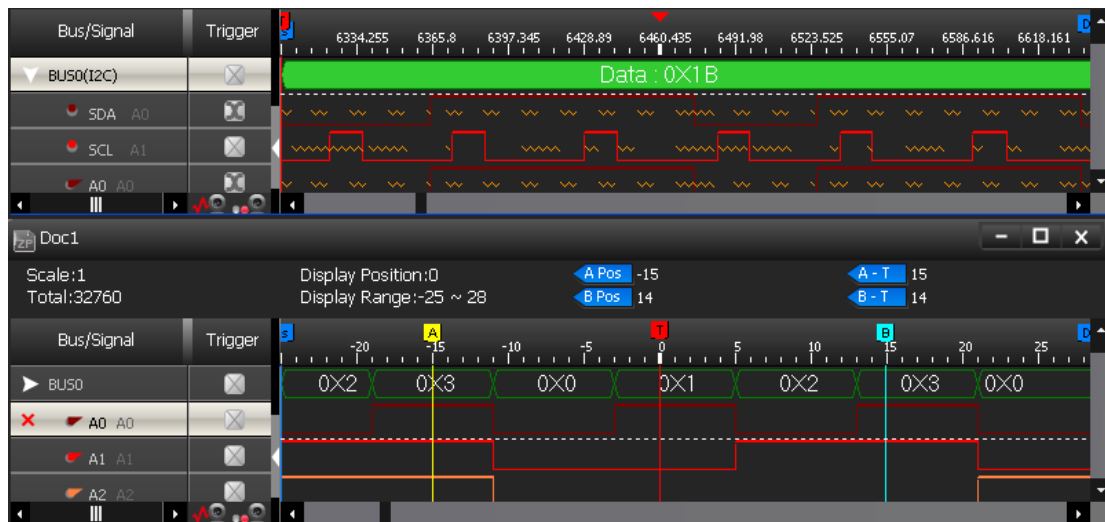 Bus/Signal Trigger 6334.255 6365.8 6397.345 6428.89 6460.435 6491.98 6523.525 6555.07 6586.616 6618.161
BUS0(I2C) Data : 0X1B
SDA A0
SCL A1
A0 A0
Doc1
Scale:1 Display Position:0 A Pos -15 A - T 15
Total:32760 Display Range:-25 ~ 28 B Pos 14 B - T 14
A T B
Bus/Signal Trigger -20 -15 -10 -5 0 5 10 15 20 25
BUS0 0X2 0X3 0X0 0X1 0X2 0X3 0X0
A0 A0
A1 A1
A2 A2